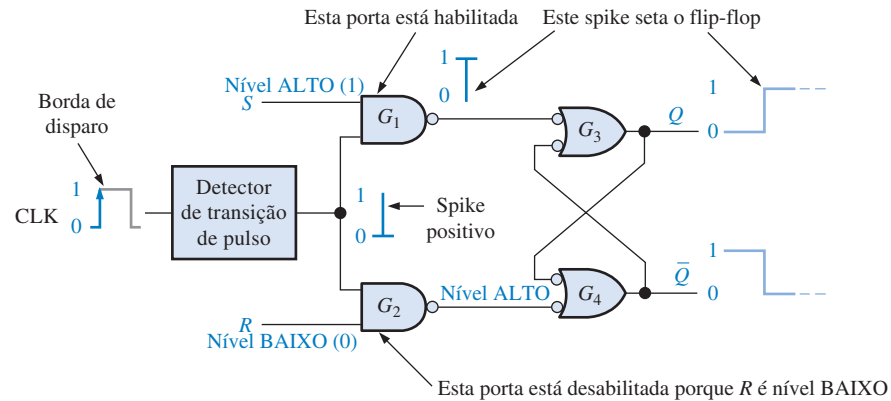 Esta porta está habilitada
Este spike seta o flip-flop
Nível ALTO (1)
S
1
0
G1
G3
Q
1
0
Borda de
disparo
1
0
CLK
Detector
de transição
de pulso
1
0
Spike
positivo
G2
Nível ALTO
G4
Q̅
1
0
R
Nível BAIXO (0)
Esta porta está desabilitada porque R é nível BAIXO